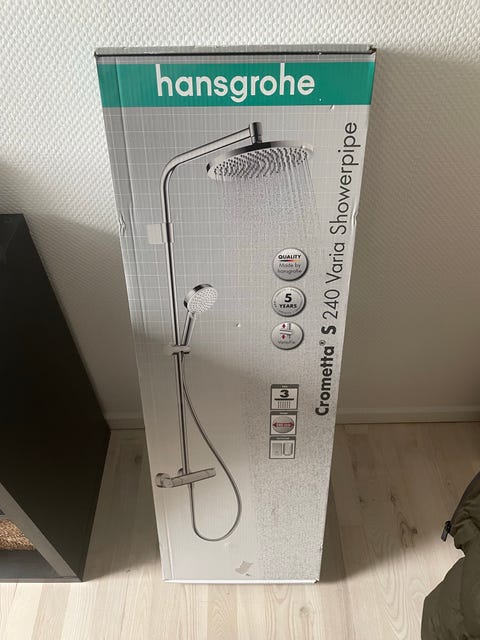 hansgrohe
Crometta® S 240 Varia Showerpipe
QUALITY
Made by
hansgrohe
5
YEARS
3